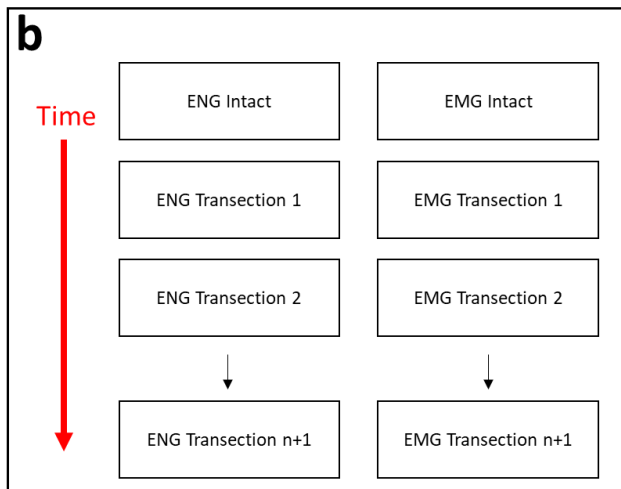 b
Time
ENG Intact
EMG Intact
ENG Transection 1
EMG Transection 1
ENG Transection 2
EMG Transection 2
ENG Transection n+1
EMG Transection n+1